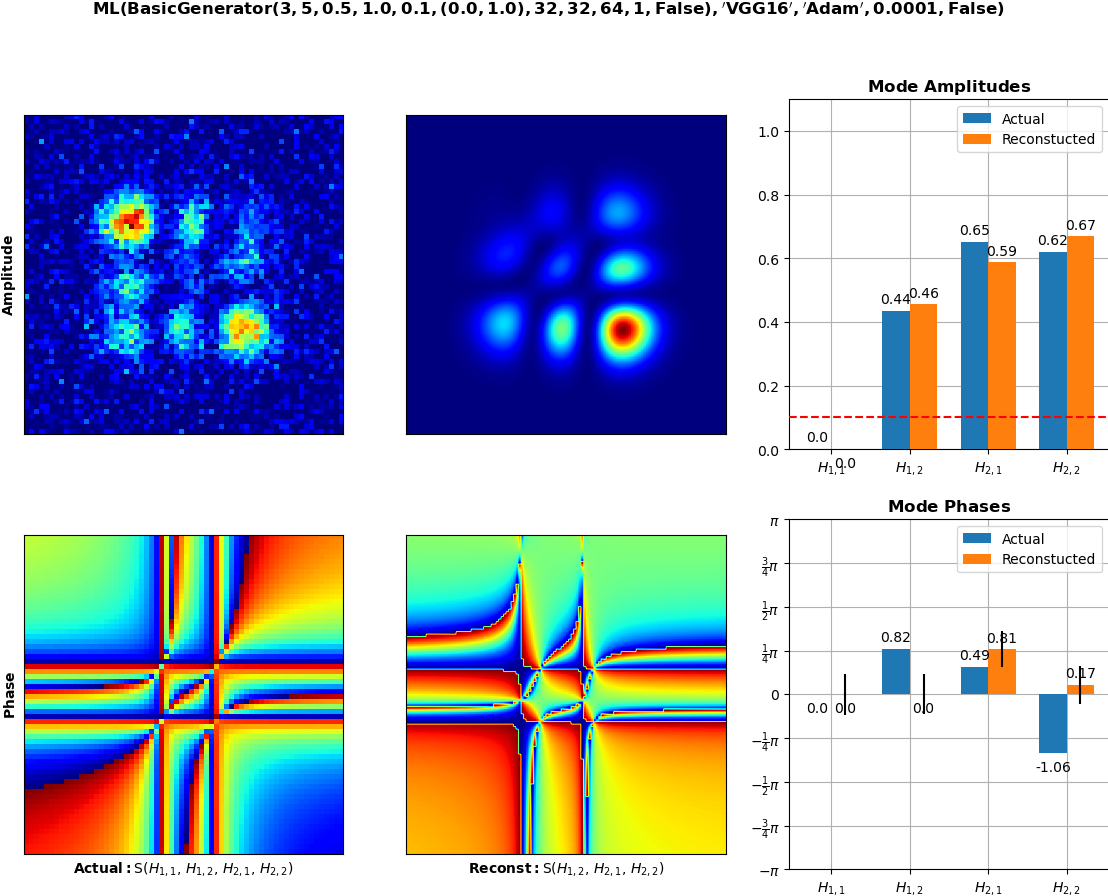 ML(BasicGenerator(3, 5, 0.5, 1.0, 0.1, (0.0, 1.0), 32, 32, 64, 1, False), ′VGG16′, ′Adam′, 0.0001, False)
Mode Amplitudes
Actual
Reconstucted
1.0
0.8
0.6
0.4
0.2
0.0
0.0
0.0
0.44
0.46
0.65
0.59
0.62
0.67
H1,1
H1,2
H2,1
H2,2
Amplitude
Mode Phases
Actual
Reconstucted
π
3/4π
1/2π
1/4π
0
−1/4π
−1/2π
−3/4π
−π
0.0
0.0
0.82
0.0
0.49
0.81
-1.06
0.17
H1,1
H1,2
H2,1
H2,2
Phase
Actual: S(H1,1, H1,2, H2,1, H2,2)
Reconst: S(H1,2, H2,1, H2,2)